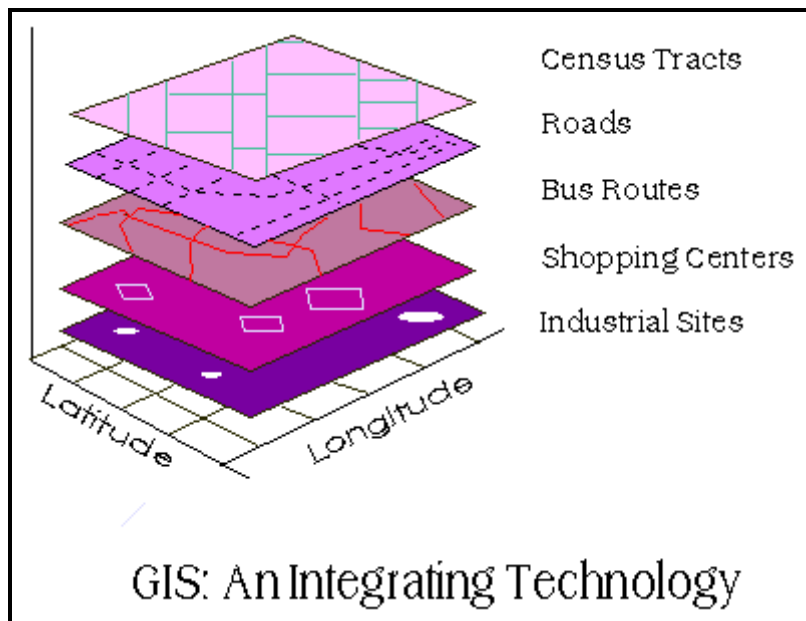 Census Tracts
Roads
Bus Routes
Shopping Centers
Industrial Sites
Latitude
Longitude
GIS: An Integrating Technology